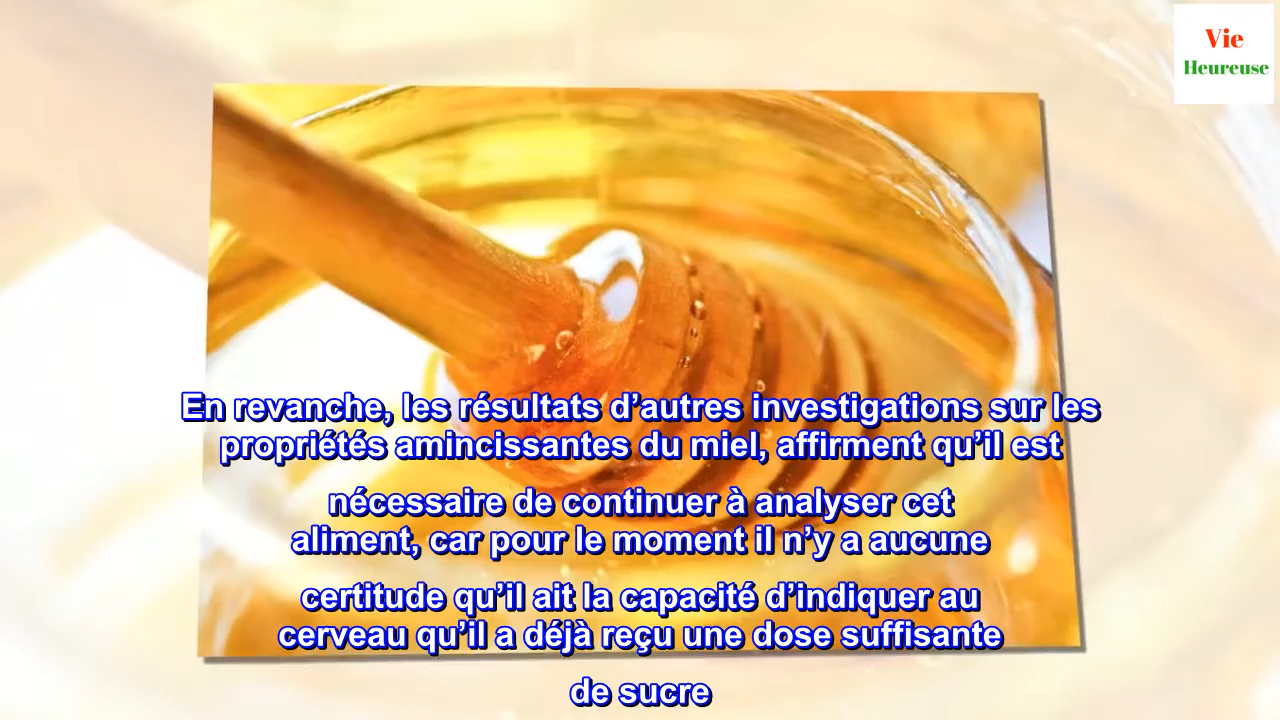 Vie
Heureuse
En revanche, les résultats d’autres investigations sur les
propriétés amincissantes du miel, affirment qu’il est
nécessaire de continuer à analyser cet
aliment, car pour le moment il n’y a aucune
certitude qu’il ait la capacité d’indiquer au
cerveau qu’il a déjà reçu une dose suffisante
de sucre